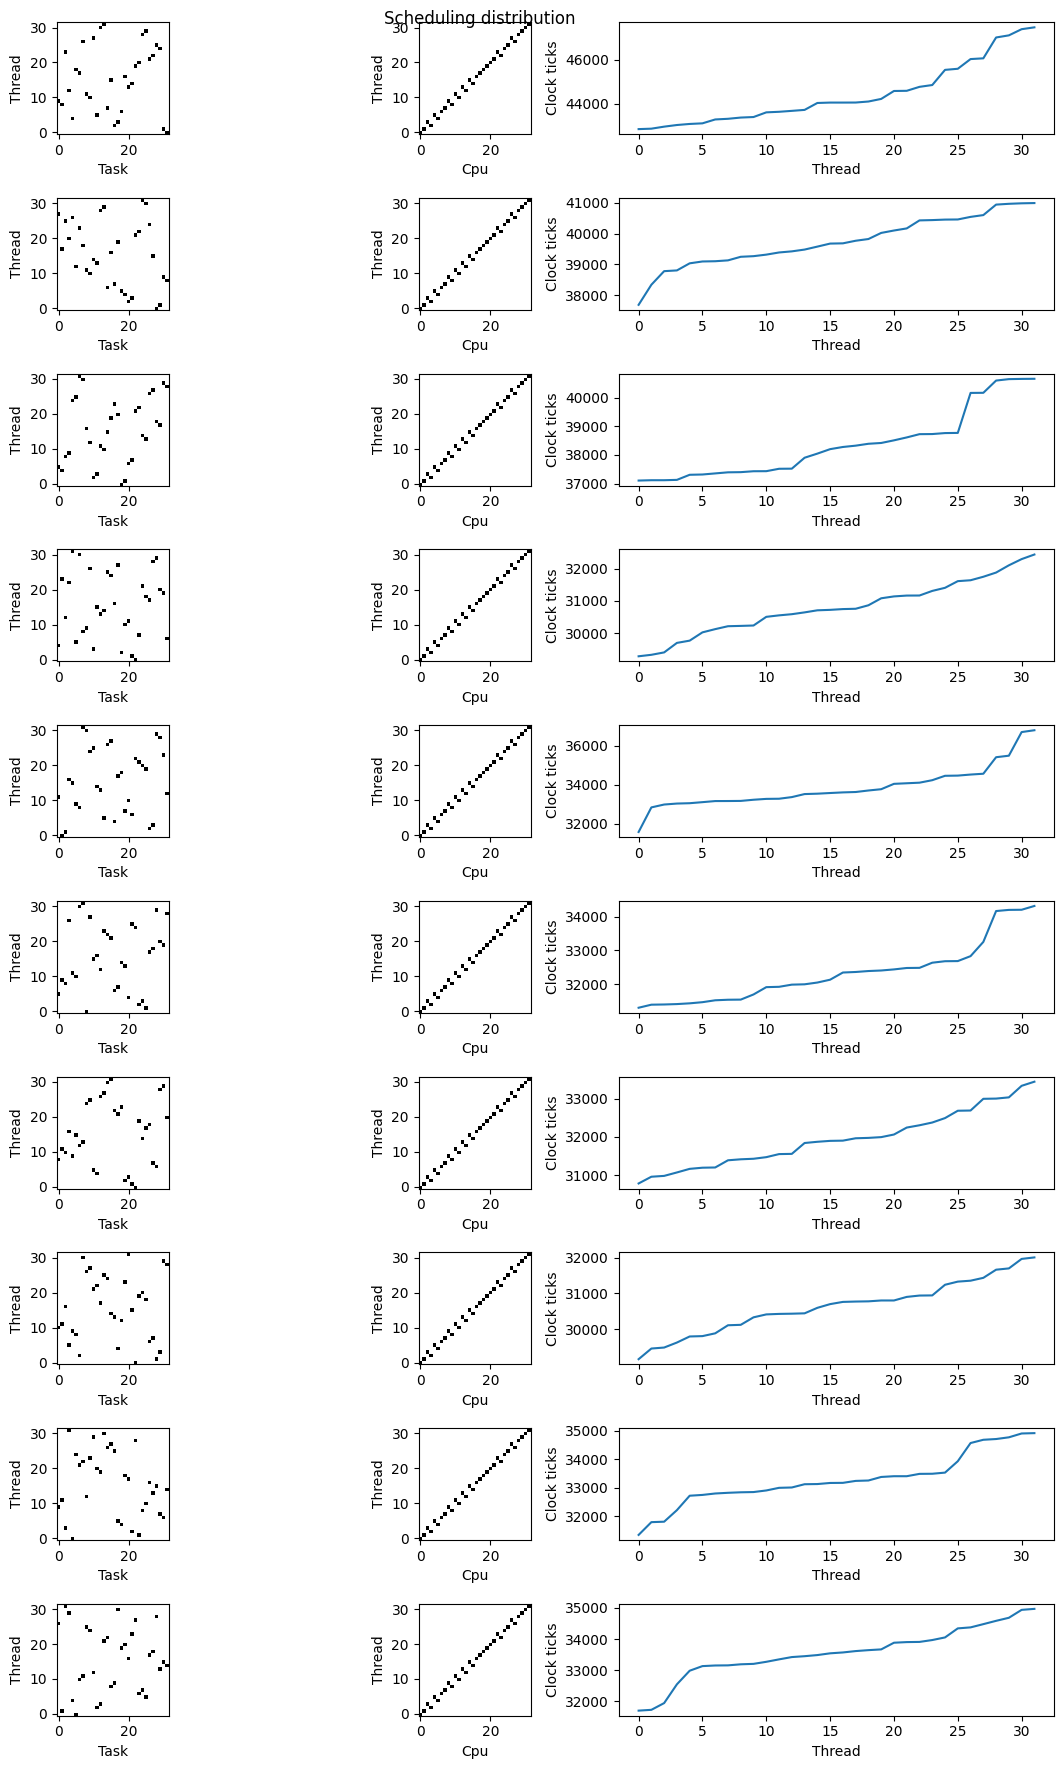 Scheduling distribution
Thread 30 20 10 0 0 20 Task
Thread 30 20 10 0 0 20 Cpu
Clock ticks 46000 44000 0 5 10 15 20 25 30 Thread
Thread 30 20 10 0 0 20 Task
Thread 30 20 10 0 0 20 Cpu
Clock ticks 41000 40000 39000 38000 0 5 10 15 20 25 30 Thread
Thread 30 20 10 0 0 20 Task
Thread 30 20 10 0 0 20 Cpu
Clock ticks 40000 39000 38000 37000 0 5 10 15 20 25 30 Thread
Thread 30 20 10 0 0 20 Task
Thread 30 20 10 0 0 20 Cpu
Clock ticks 32000 31000 30000 0 5 10 15 20 25 30 Thread
Thread 30 20 10 0 0 20 Task
Thread 30 20 10 0 0 20 Cpu
Clock ticks 36000 34000 32000 0 5 10 15 20 25 30 Thread
Thread 30 20 10 0 0 20 Task
Thread 30 20 10 0 0 20 Cpu
Clock ticks 34000 33000 32000 0 5 10 15 20 25 30 Thread
Thread 30 20 10 0 0 20 Task
Thread 30 20 10 0 0 20 Cpu
Clock ticks 33000 32000 31000 0 5 10 15 20 25 30 Thread
Thread 30 20 10 0 0 20 Task
Thread 30 20 10 0 0 20 Cpu
Clock ticks 32000 31000 30000 0 5 10 15 20 25 30 Thread
Thread 30 20 10 0 0 20 Task
Thread 30 20 10 0 0 20 Cpu
Clock ticks 35000 34000 33000 32000 0 5 10 15 20 25 30 Thread
Thread 30 20 10 0 0 20 Task
Thread 30 20 10 0 0 20 Cpu
Clock ticks 35000 34000 33000 32000 0 5 10 15 20 25 30 Thread